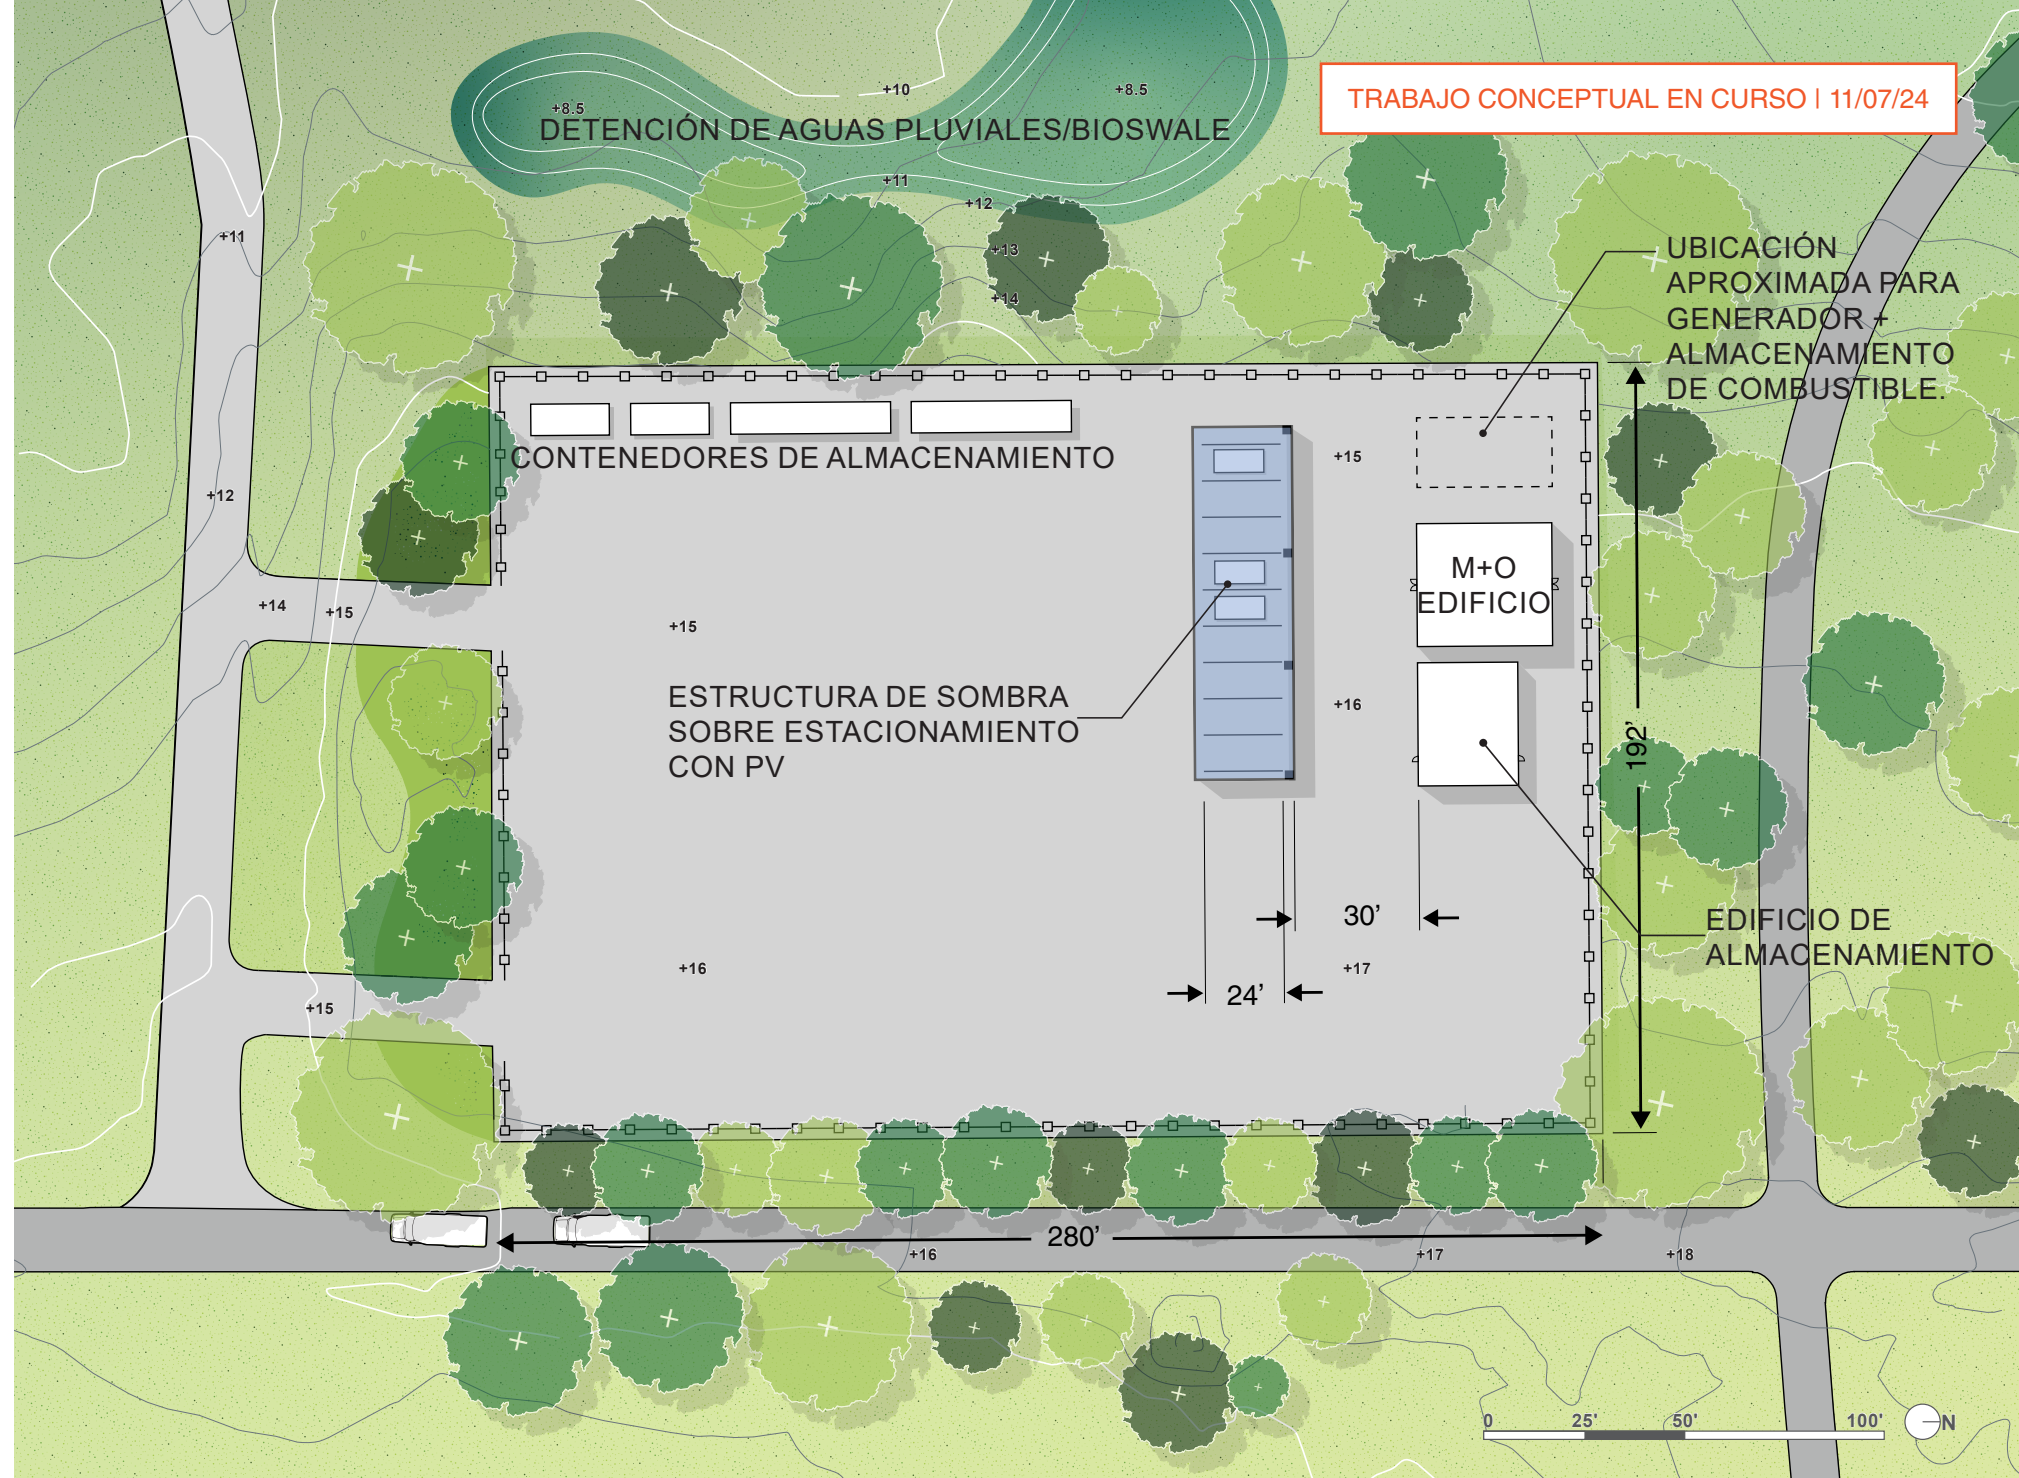 +10
+8.5
+8.5
DETENCIÓN DE AGUAS PLUVIALES/BIOSWALE
TRABAJO CONCEPTUAL EN CURSO | 11/07/24
+11
+12
+11
+13
+14
UBICACIÓN
APROXIMADA PARA
GENERADOR +
ALMACENAMIENTO
DE COMBUSTIBLE.
CONTENEDORES DE ALMACENAMIENTO
+15
+12
M+O
EDIFICIO
+14
+15
+15
ESTRUCTURA DE SOMBRA
SOBRE ESTACIONAMIENTO
CON PV
+16
192'
30'
EDIFICIO DE
ALMACENAMIENTO
+16
+17
24'
+15
280'
+16
+17
+18
0 25' 50' 100'
N